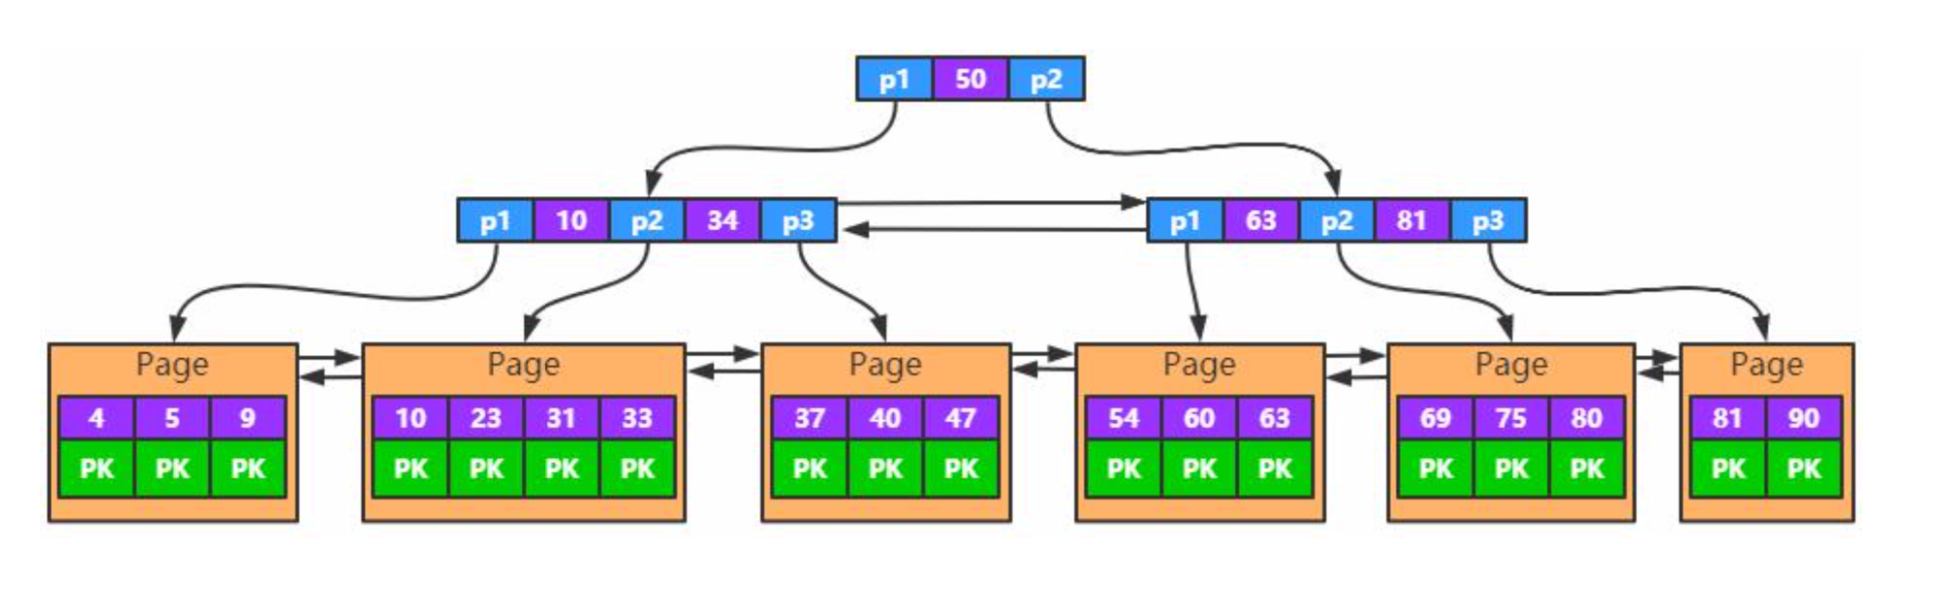 p1 50 p2
p1 10 p2 34 p3
p1 63 p2 81 p3
Page
4 5 9
PK PK PK
Page
10 23 31 33
PK PK PK PK
Page
37 40 47
PK PK PK
Page
54 60 63
PK PK PK
Page
69 75 80
PK PK PK
Page
81 90
PK PK